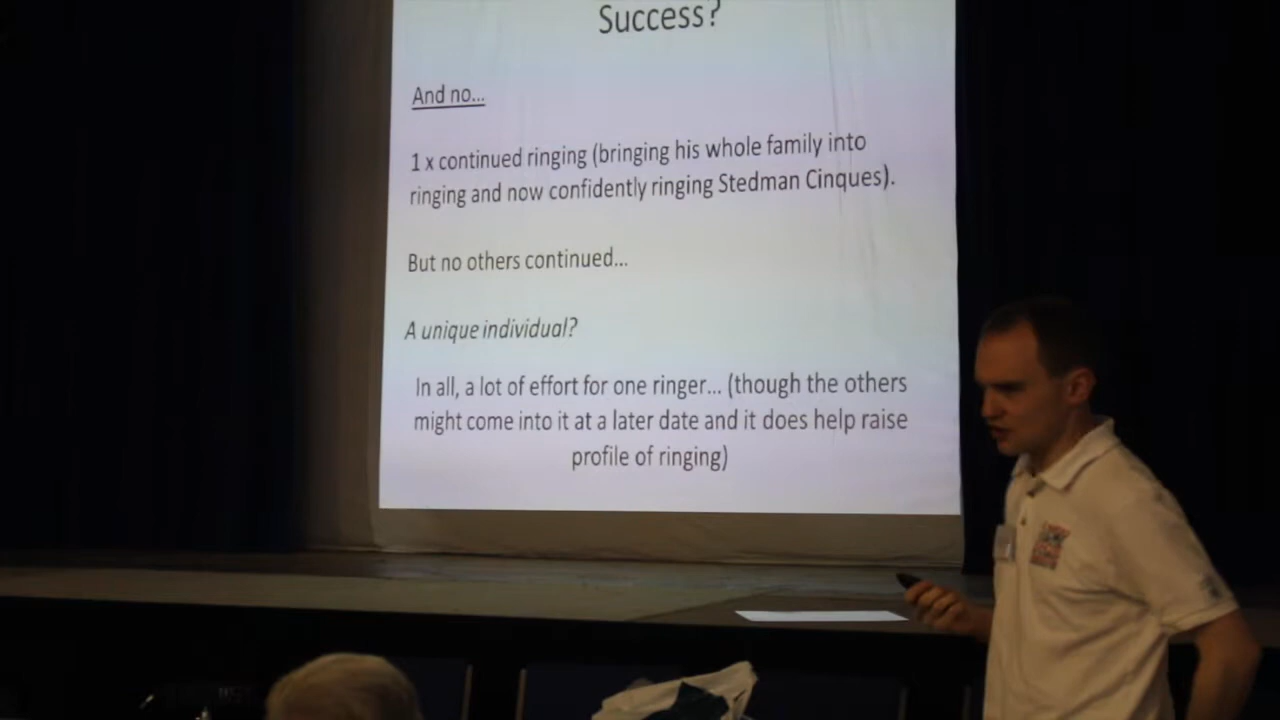 Success?
And no...
1 x continued ringing (bringing his whole family into
ringing and now confidently ringing Stedman Cinques).
But no others continued...
A unique individual?
In all, a lot of effort for one ringer... (though the others
might come into it at a later date and it does help raise
profile of ringing)